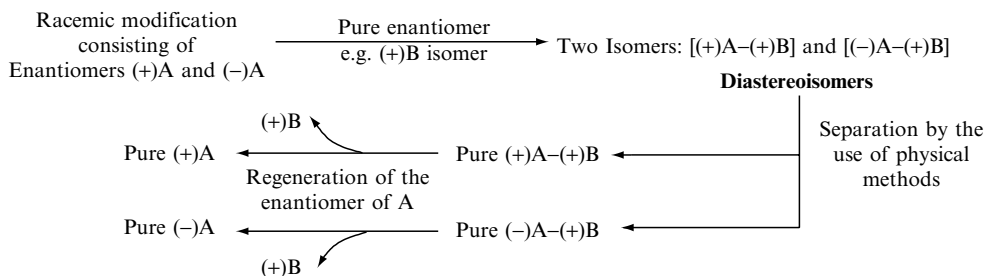 Racemic modification
consisting of
Enantiomers (+)A and (−)A
Pure enantiomer
e.g. (+)B isomer
Two Isomers: [(+)A–(+)B] and [(−)A–(+)B]
Diastereoisomers
Separation by the
use of physical
methods
(+)B
Pure (+)A
Pure (+)A–(+)B
Regeneration of the
enantiomer of A
Pure (−)A
Pure (−)A–(+)B
(+)B